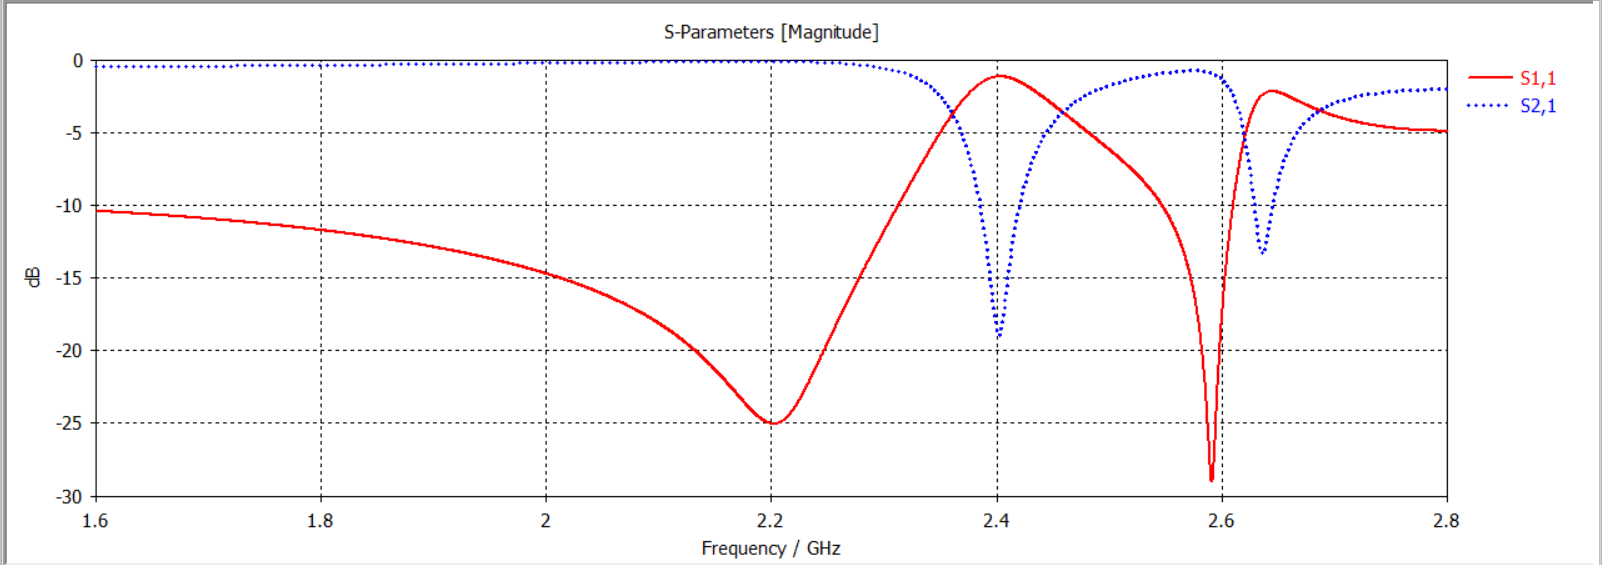 S-Parameters [Magnitude]
S1,1
S2,1
0
-5
-10
-15
-20
-25
-30
dB
1.6
1.8
2
2.2
2.4
2.6
2.8
Frequency / GHz